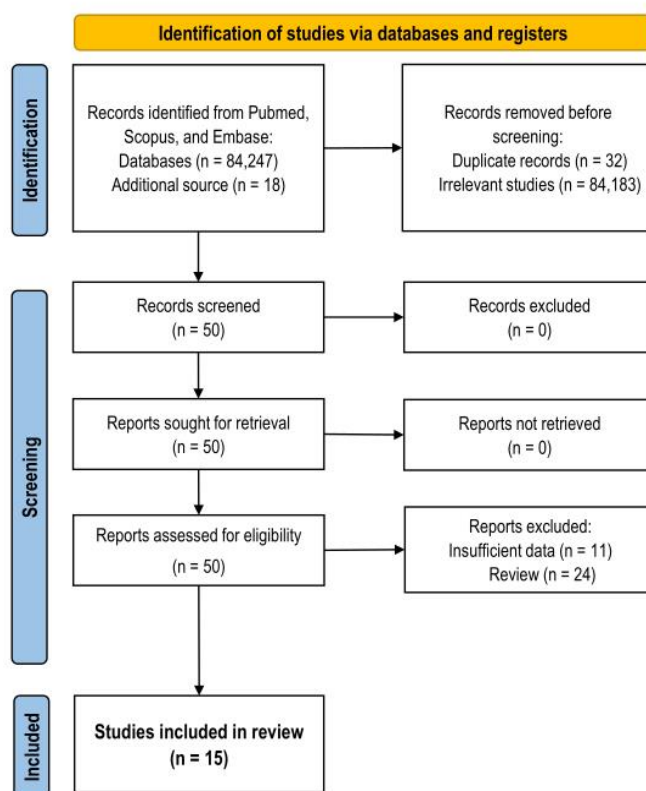 Identification of studies via databases and registers
Identification
Records identified from Pubmed,
Scopus, and Embase:
Databases (n = 84,247)
Additional source (n = 18)
Records removed before
screening:
Duplicate records (n = 32)
Irrelevant studies (n = 84,183)
Screening
Records screened
(n = 50)
Records excluded
(n = 0)
Reports sought for retrieval
(n = 50)
Reports not retrieved
(n = 0)
Reports assessed for eligibility
(n = 50)
Reports excluded:
Insufficient data (n = 11)
Review (n = 24)
Included
Studies included in review
(n = 15)